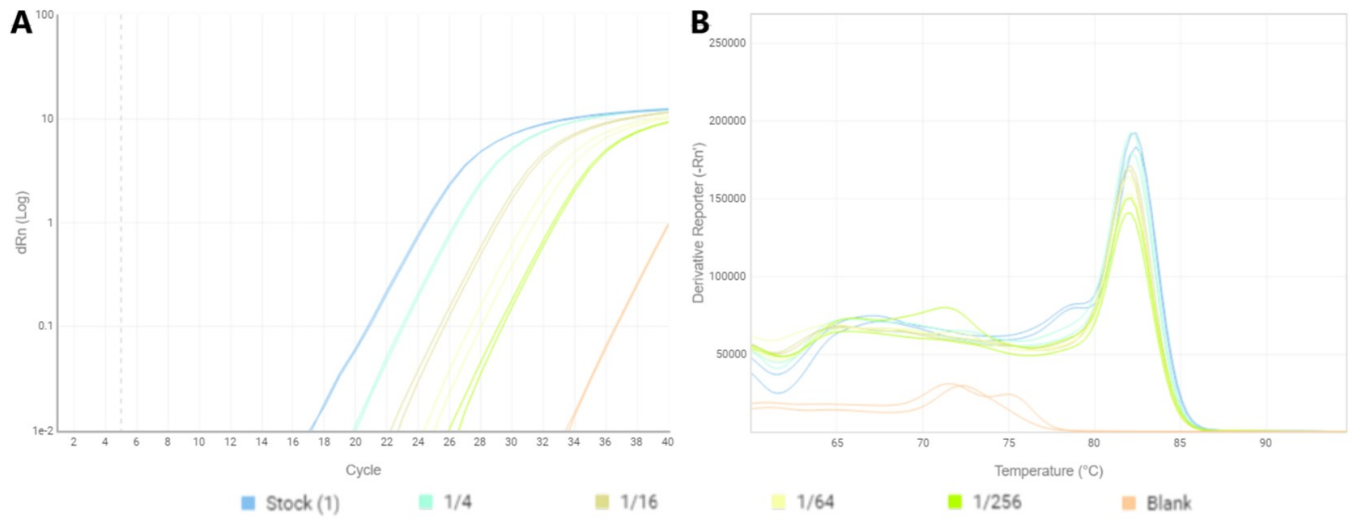 A
100
10
1
0.1
1e-2
dRn (Log)
2 4 6 8 10 12 14 16 18 20 22 24 26 28 30 32 34 36 38 40
Cycle
B
250000
200000
150000
100000
50000
Derivative Reporter (-Rn')
65 70 75 80 85 90
Temperature (°C)
Stock (1) 1/4 1/16 1/64 1/256 Blank